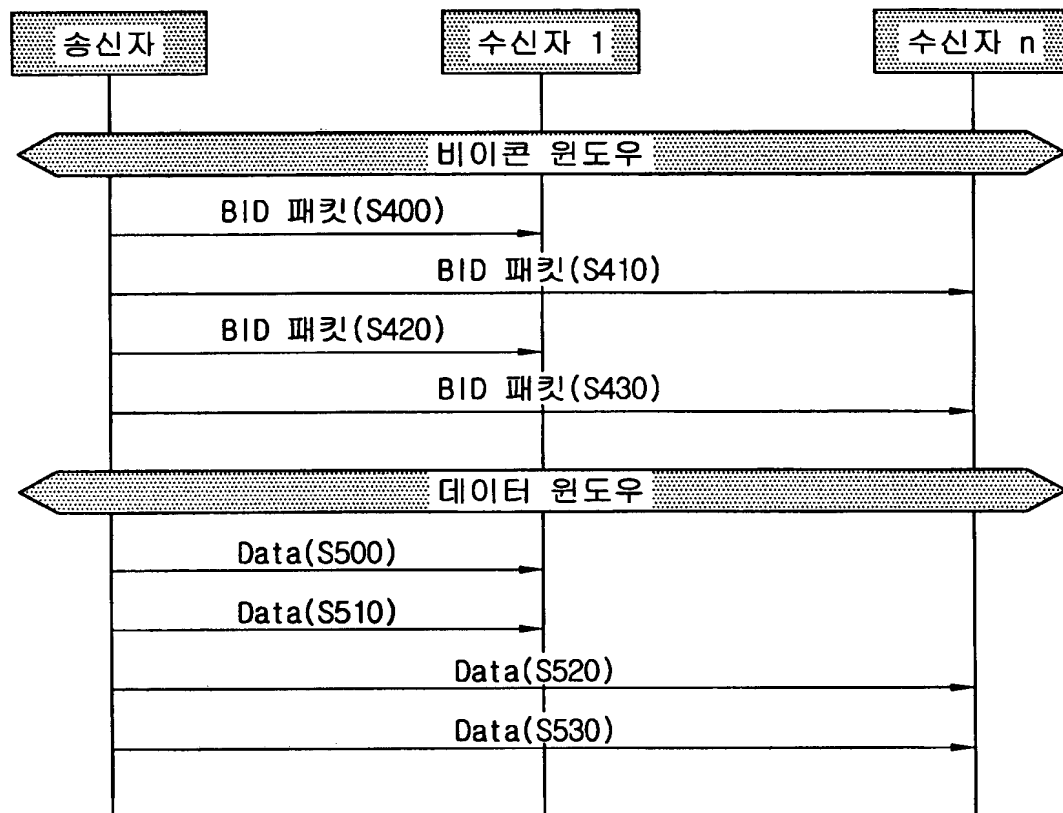 송신자
수신자 1
수신자 n
비이콘 윈도우
BID 패킷(S400)
BID 패킷(S410)
BID 패킷(S420)
BID 패킷(S430)
데이터 윈도우
Data(S500)
Data(S510)
Data(S520)
Data(S530)